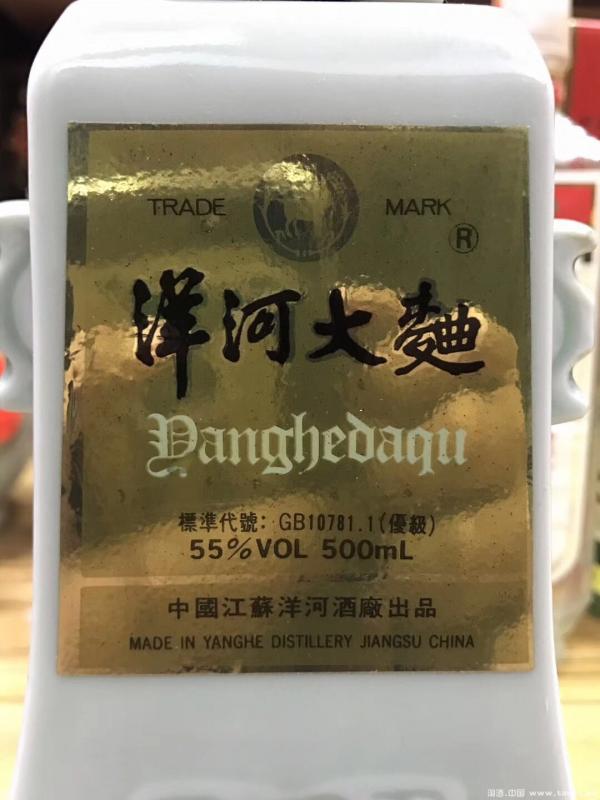 TRADE MARK
®
洋河大麯
Yanghedaqu
標準代號: GB10781.1(優級)
55%VOL 500mL
中國江蘇洋河酒廠出品
MADE IN YANGHE DISTILLERY JIANGSU CHINA